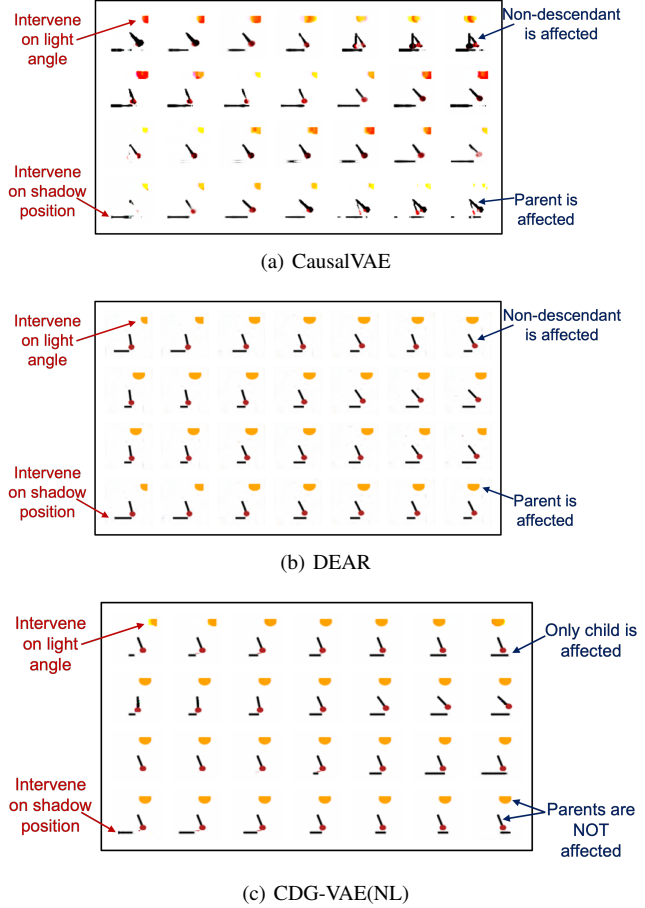 Intervene
on light
angle
Non-descendant
is affected
Intervene
on shadow
position
Parent is
affected
(a) CausalVAE
Intervene
on light
angle
Non-descendant
is affected
Intervene
on shadow
position
Parent is
affected
(b) DEAR
Intervene
on light
angle
Only child is
affected
Intervene
on shadow
position
Parents are
NOT
affected
(c) CDG-VAE(NL)